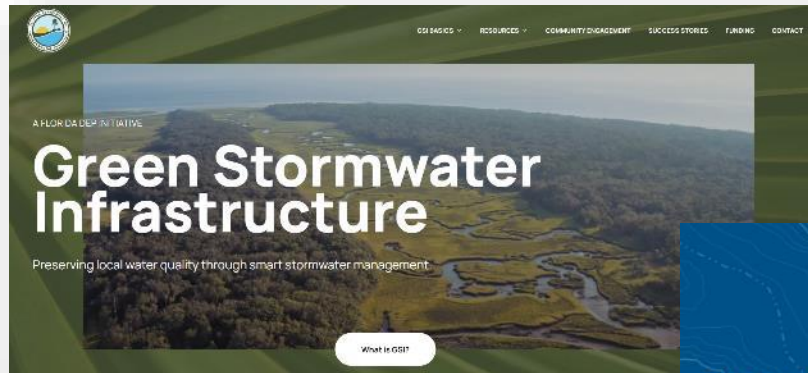 GSI BASICS RESOURCES COMMUNITY ENGAGEMENT SUCCESS STORIES FUNDING CONTACT
A FLORIDA DEP INITIATIVE
Green Stormwater
Infrastructure
Preserving local water quality through smart stormwater management
What is GSI?